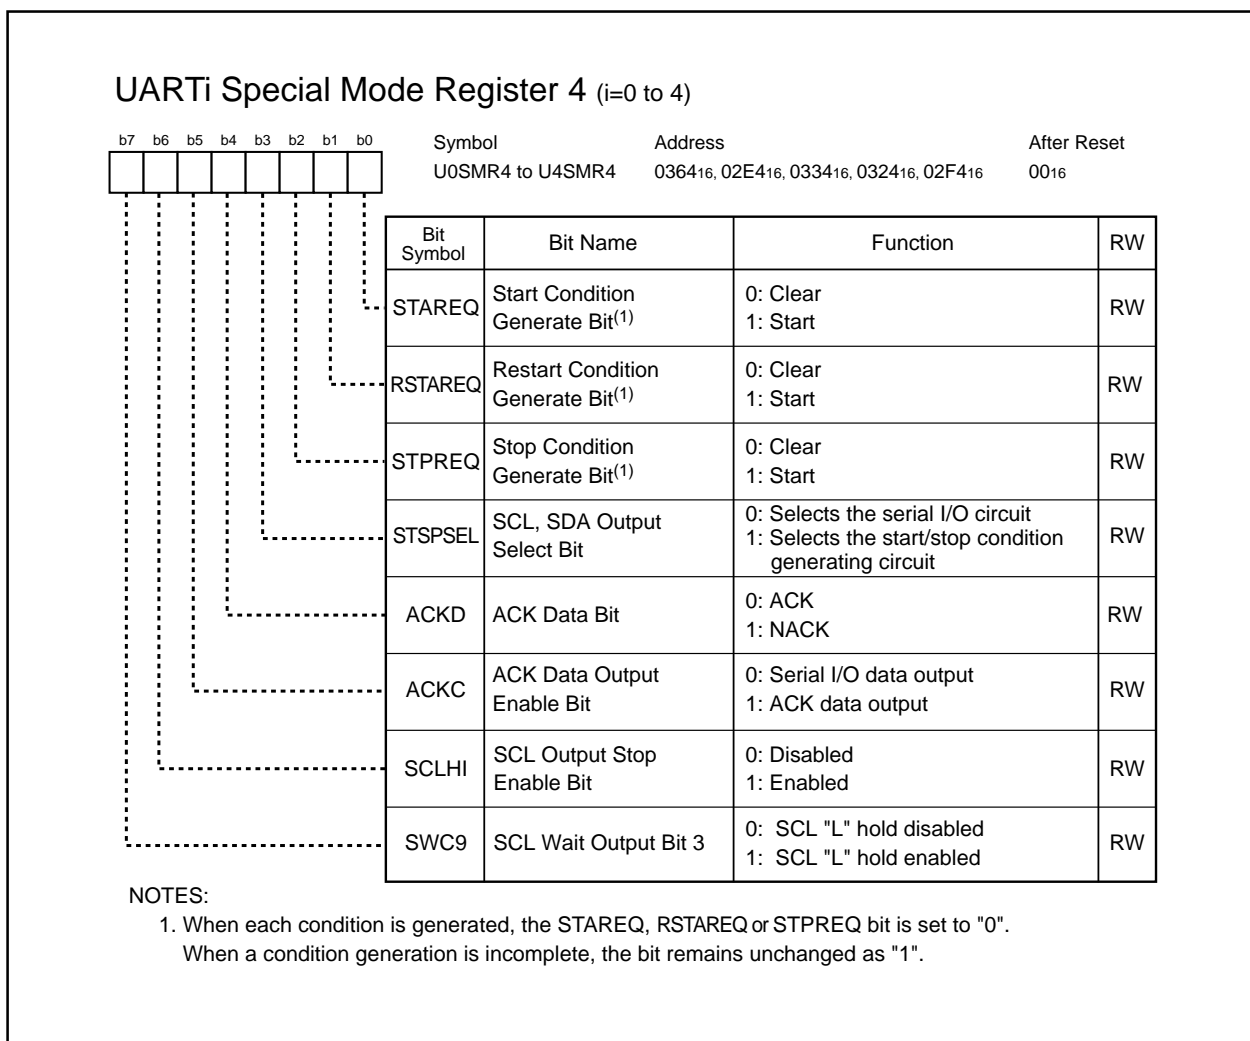 UARTi Special Mode Register 4 (i=0 to 4)
b7 b6 b5 b4 b3 b2 b1 b0
Symbol Address After Reset
U0SMR4 to U4SMR4 036416, 02E416, 033416, 032416, 02F416 0016
Bit Symbol Bit Name Function RW
STAREQ Start Condition Generate Bit(1) 0: Clear RW
1: Start
RSTAREQ Restart Condition Generate Bit(1) 0: Clear RW
1: Start
STPREQ Stop Condition Generate Bit(1) 0: Clear RW
1: Start
STSPSEL SCL, SDA Output Select Bit 0: Selects the serial I/O circuit RW
1: Selects the start/stop condition
generating circuit
ACKD ACK Data Bit 0: ACK RW
1: NACK
ACKC ACK Data Output Enable Bit 0: Serial I/O data output RW
1: ACK data output
SCLHI SCL Output Stop Enable Bit 0: Disabled RW
1: Enabled
SWC9 SCL Wait Output Bit 3 0: SCL "L" hold disabled RW
1: SCL "L" hold enabled
NOTES:
1. When each condition is generated, the STAREQ, RSTAREQ or STPREQ bit is set to "0".
When a condition generation is incomplete, the bit remains unchanged as "1".